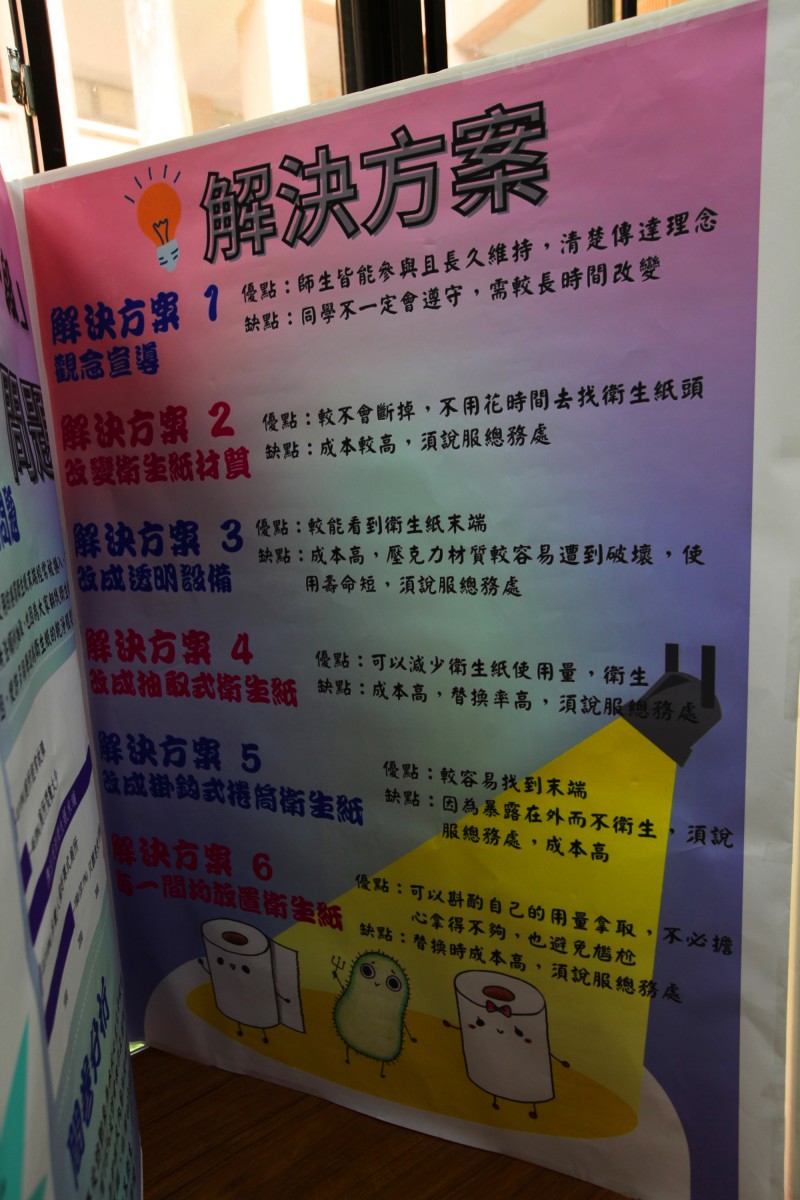 解決方案
解決方案 1
觀念宣導
優點：師生皆能參與且長久維持，清楚傳達理念
缺點：同學不一定會遵守，需較長時間改變
解決方案 2
改變衛生紙材質
優點：較不會斷掉，不用花時間去找衛生紙頭
缺點：成本較高，須說服總務處
解決方案 3
改成透明設備
優點：較能看到衛生紙末端
缺點：成本高，壓克力材質較容易遭到破壞，使
用壽命短，須說服總務處
解決方案 4
改成抽取式衛生紙
優點：可以減少衛生紙使用量，衛生
缺點：成本高，替換率高，須說服總務處
解決方案 5
改成掛鉤式捲筒衛生紙
優點：較容易找到末端
缺點：因為暴露在外而不衛生，須說
服總務處，成本高
解決方案 6
每一間均放置衛生紙
優點：可以斟酌自己的用量拿取，不必擔
心拿得不夠，也避免尷尬
缺點：替換時成本高，須說服總務處
問題